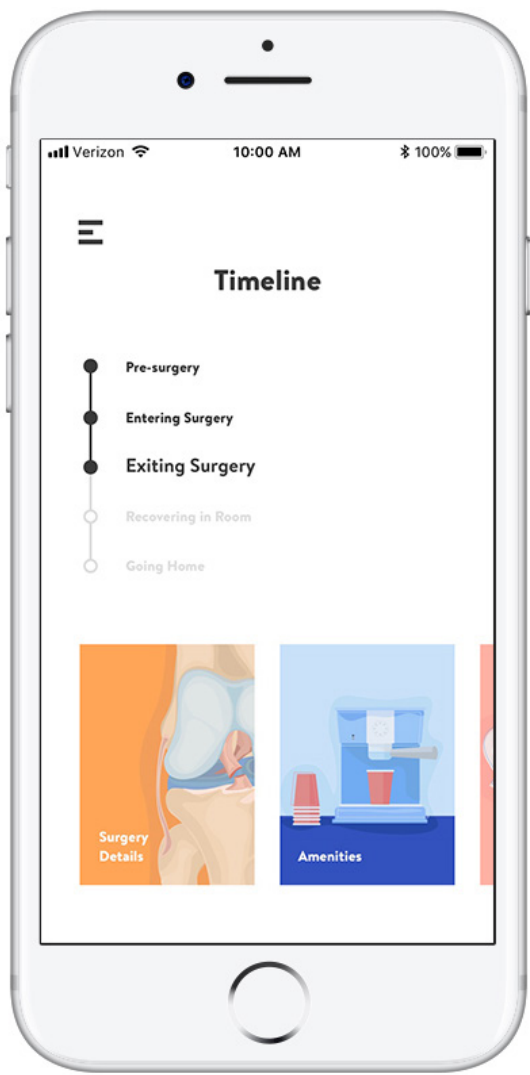 Verizon 10:00 AM 100%
Timeline
Pre-surgery
Entering Surgery
Exiting Surgery
Recovering in Room
Going Home
Surgery
Details
Amenities